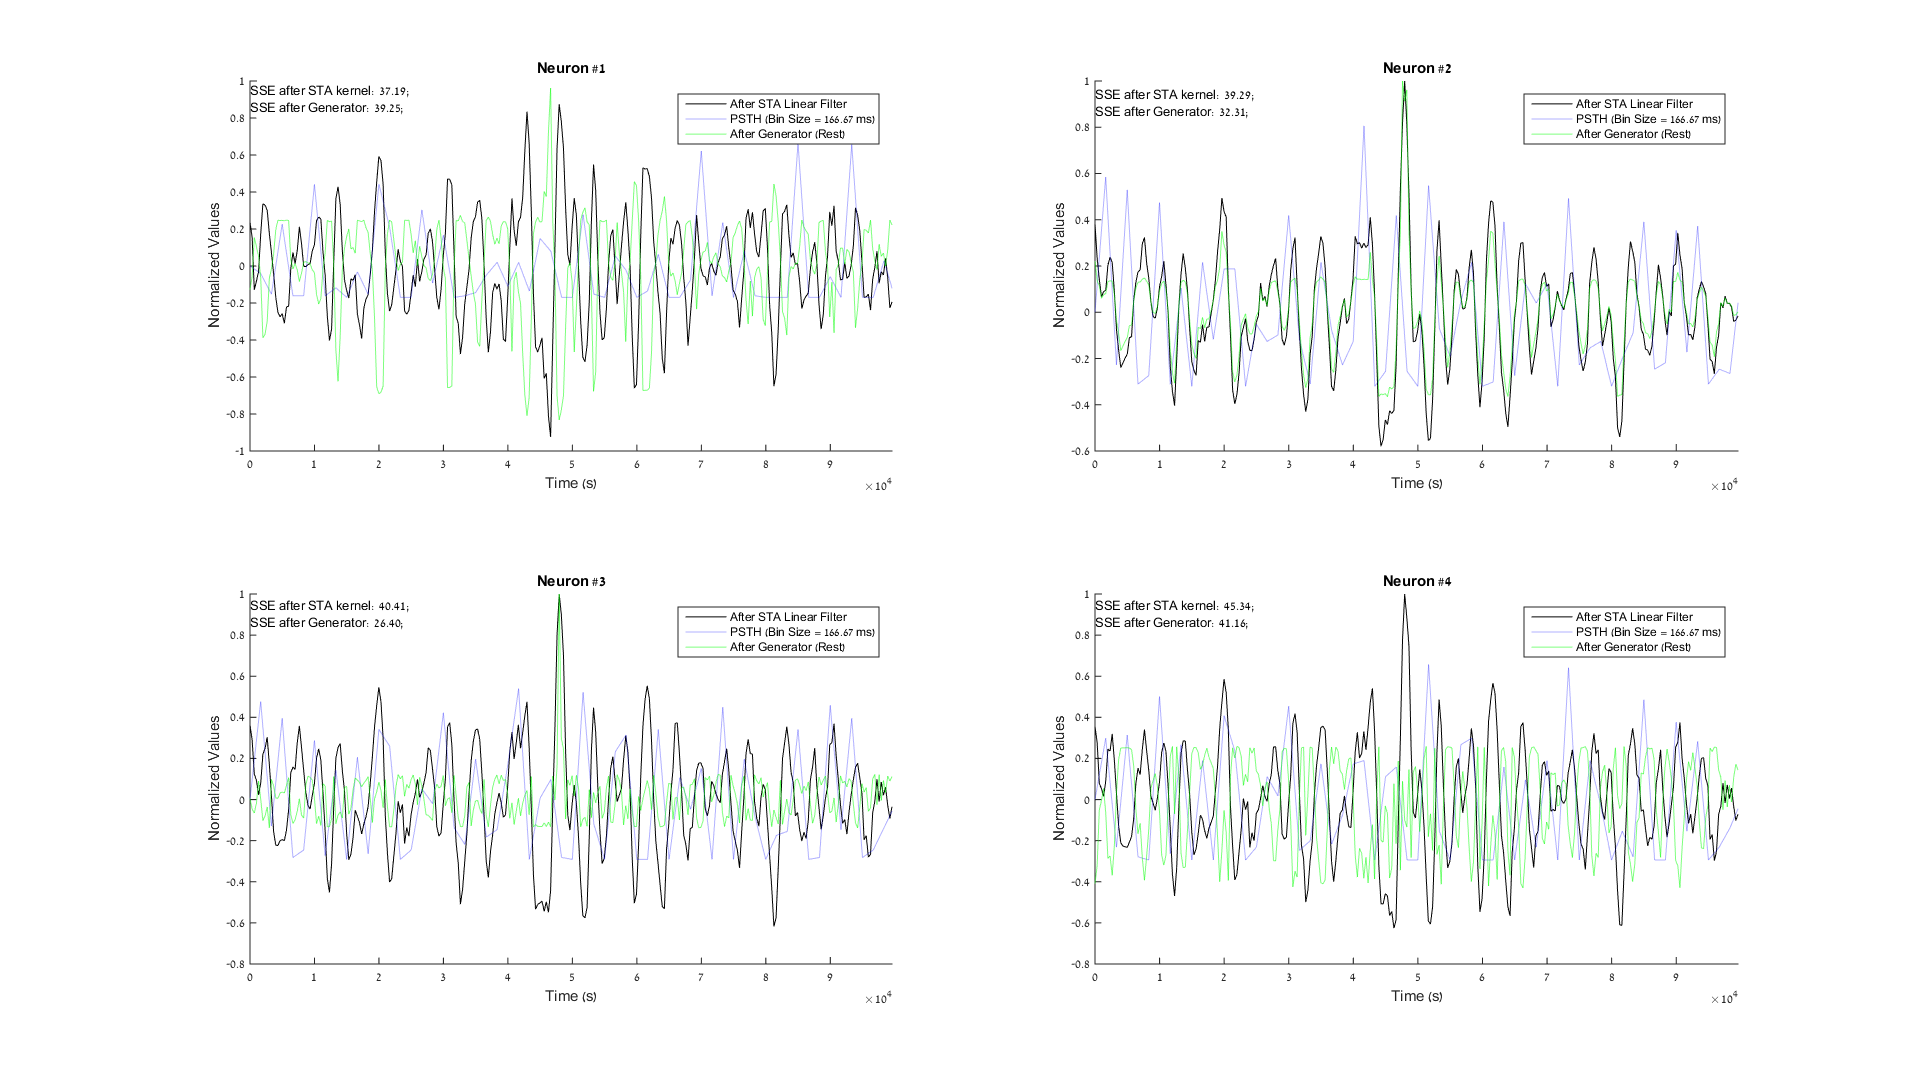 Neuron #1
SSE after STA kernel: 37.19;
SSE after Generator: 39.25;
After STA Linear Filter
PSTH (Bin Size = 166.67 ms)
After Generator (Rest)
Normalized Values
1
0.8
0.6
0.4
0.2
0
-0.2
-0.4
-0.6
-0.8
-1
0 1 2 3 4 5 6 7 8 9
Time (s)
×10^4
Neuron #2
SSE after STA kernel: 39.29;
SSE after Generator: 32.31;
After STA Linear Filter
PSTH (Bin Size = 166.67 ms)
After Generator (Rest)
Normalized Values
1
0.8
0.6
0.4
0.2
0
-0.2
-0.4
-0.6
0 1 2 3 4 5 6 7 8 9
Time (s)
×10^4
Neuron #3
SSE after STA kernel: 40.41;
SSE after Generator: 26.40;
After STA Linear Filter
PSTH (Bin Size = 166.67 ms)
After Generator (Rest)
Normalized Values
1
0.8
0.6
0.4
0.2
0
-0.2
-0.4
-0.6
-0.8
0 1 2 3 4 5 6 7 8 9
Time (s)
×10^4
Neuron #4
SSE after STA kernel: 45.34;
SSE after Generator: 41.16;
After STA Linear Filter
PSTH (Bin Size = 166.67 ms)
After Generator (Rest)
Normalized Values
1
0.8
0.6
0.4
0.2
0
-0.2
-0.4
-0.6
-0.8
0 1 2 3 4 5 6 7 8 9
Time (s)
×10^4